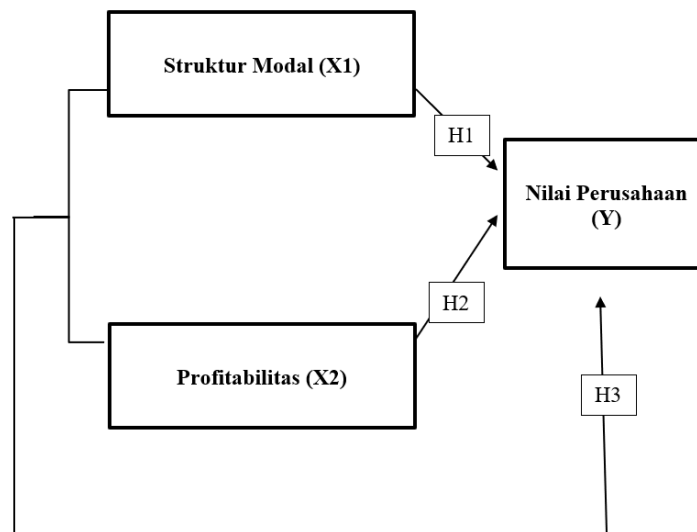 Struktur Modal (X1)
H1
Nilai Perusahaan
(Y)
H2
Profitabilitas (X2)
H3